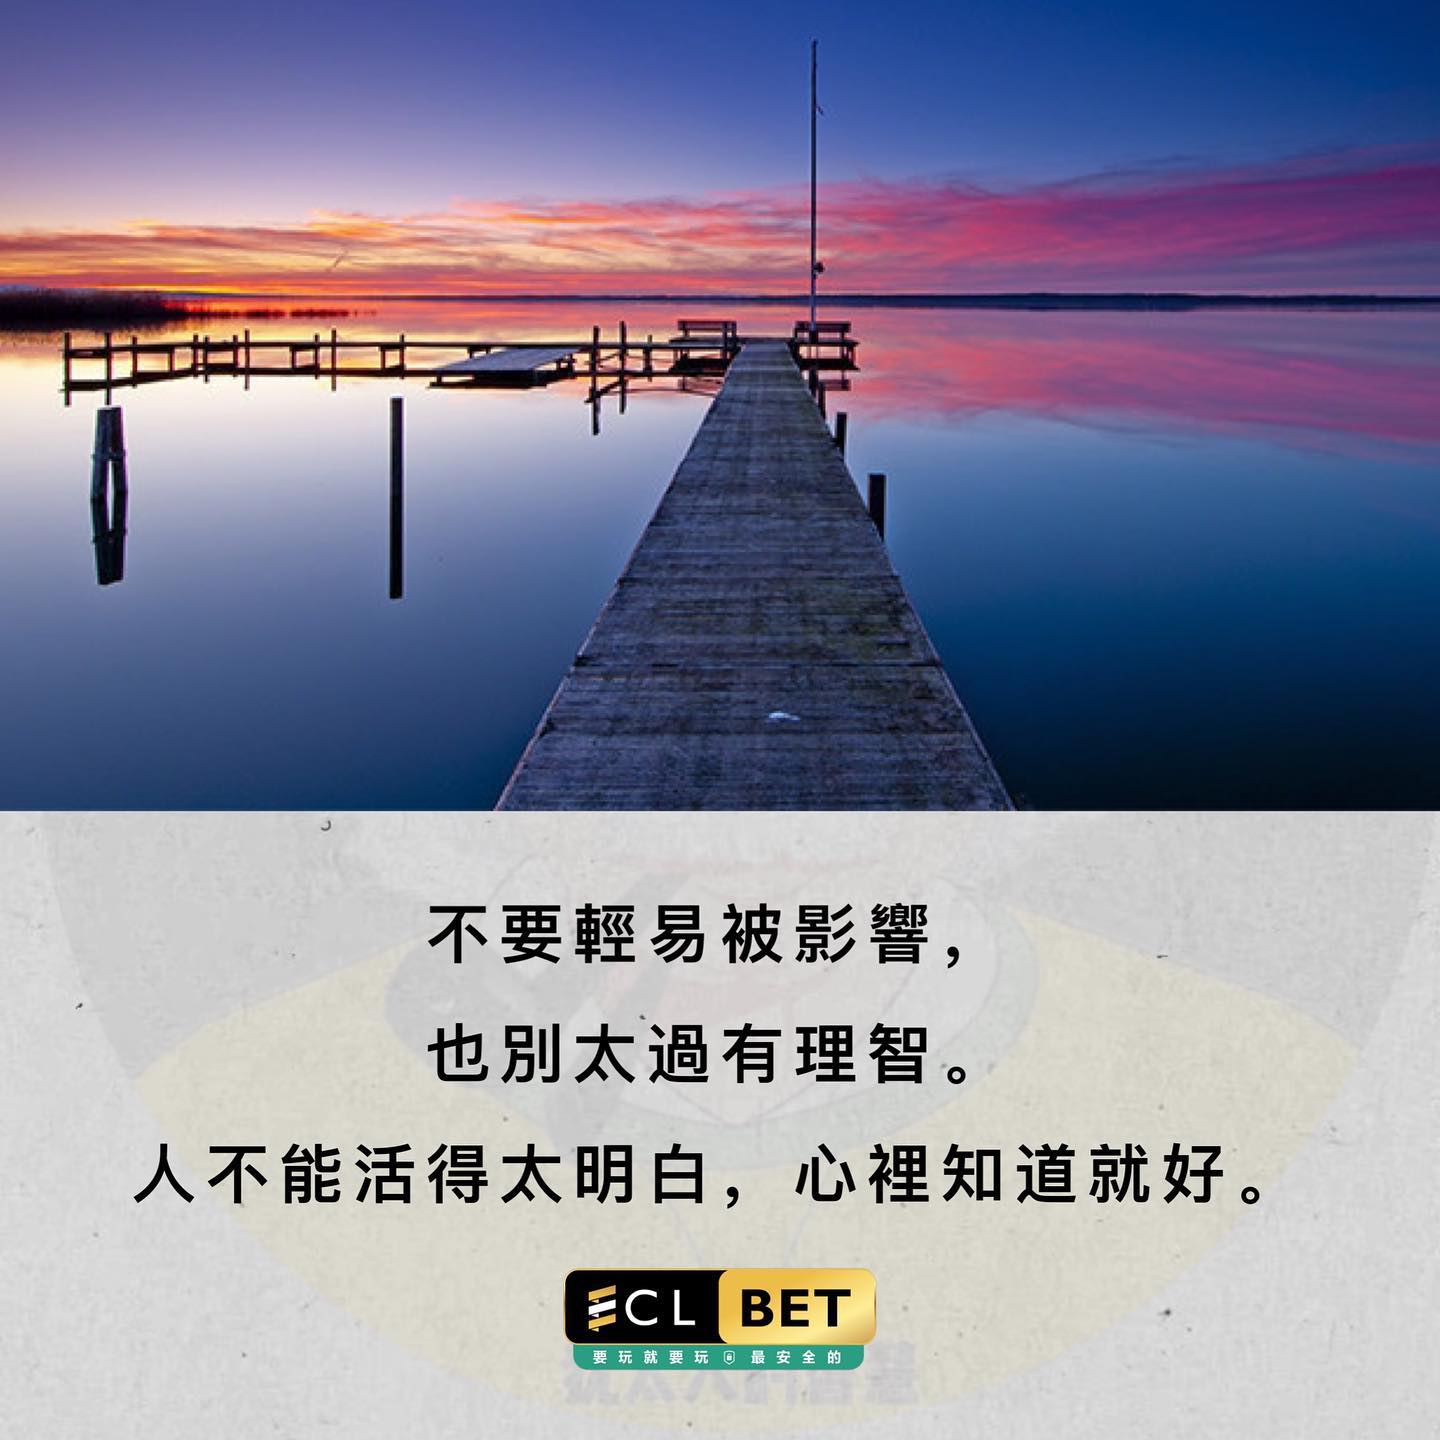 不要輕易被影響，
也別太過有理智。
人不能活得太明白，心裡知道就好。
ECL BET
要玩就要玩 最安全的